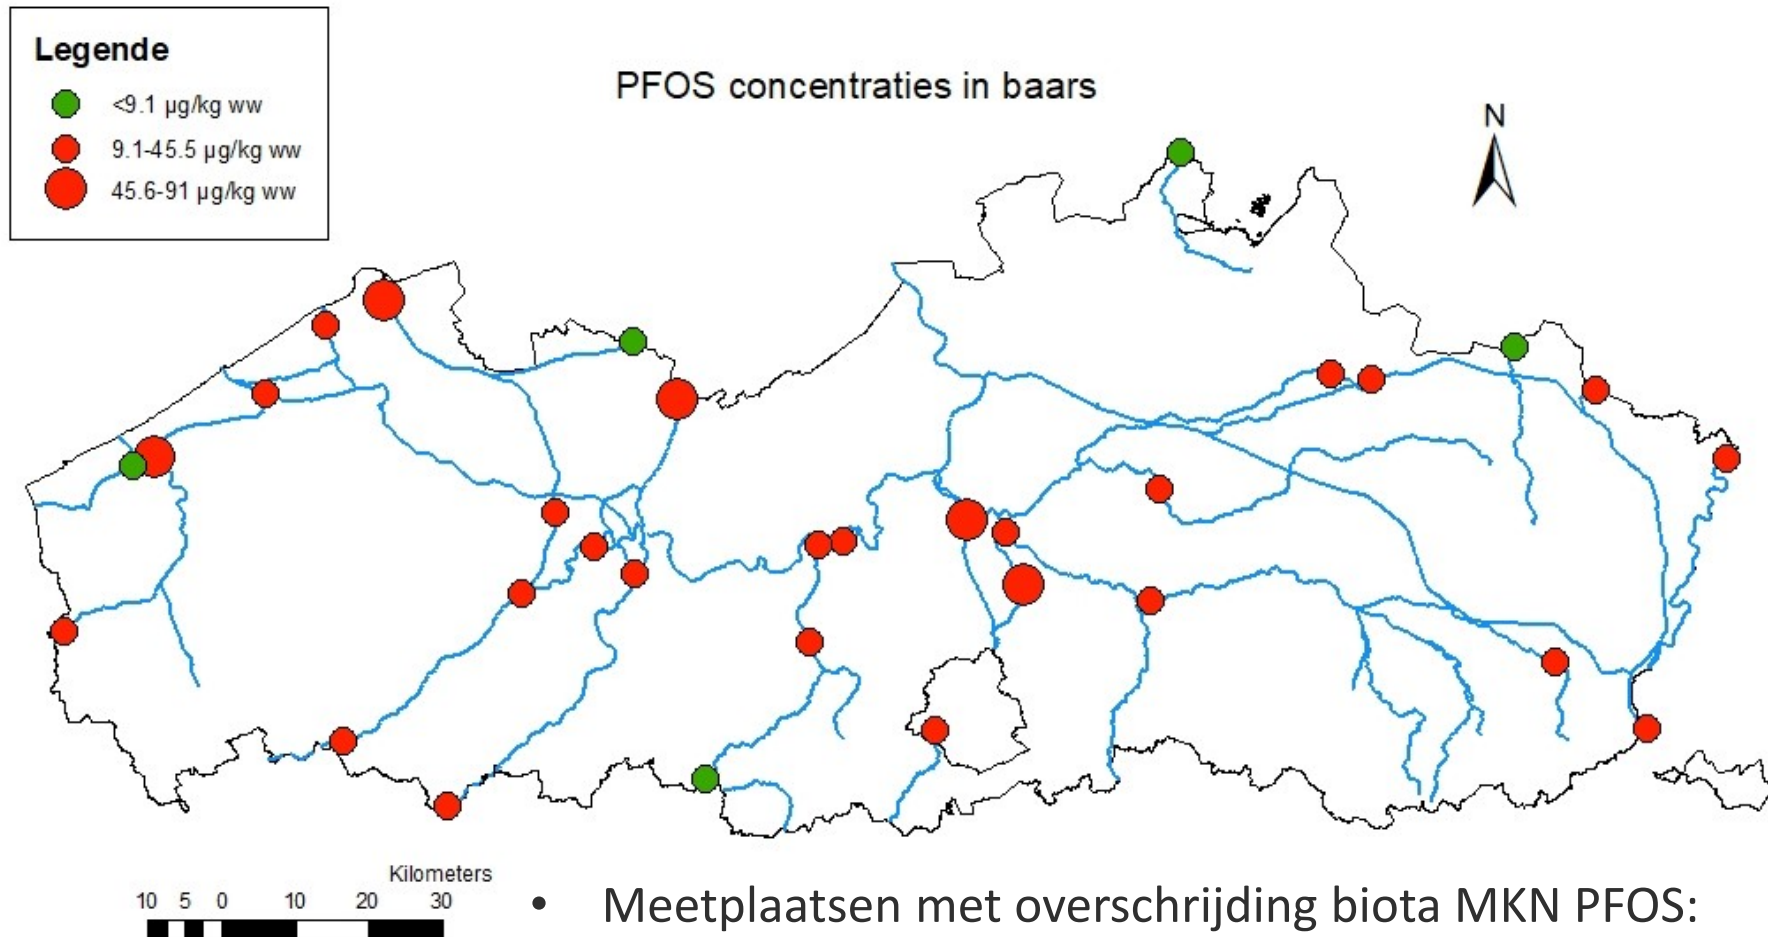 Legende
<9.1 µg/kg ww
9.1-45.5 µg/kg ww
45.6-91 µg/kg ww
PFOS concentraties in baars
N
Kilometers
10 5 0 10 20 30
• Meetplaatsen met overschrijding biota MKN PFOS: